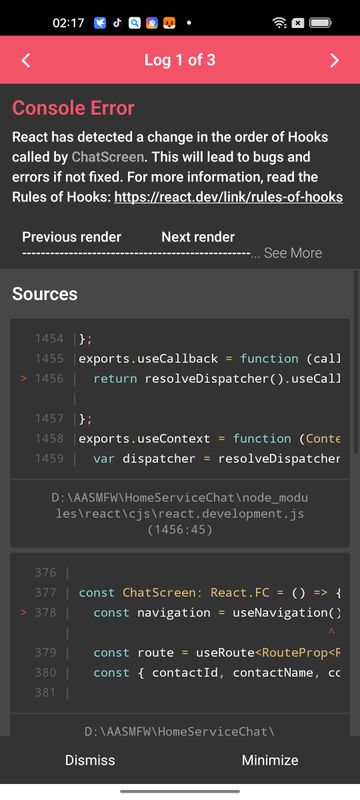 02:17
Log 1 of 3
Console Error
React has detected a change in the order of Hooks
called by ChatScreen. This will lead to bugs and
errors if not fixed. For more information, read the
Rules of Hooks: https://react.dev/link/rules-of-hooks
Previous render Next render
--------------------------------------------------... See More
Sources
1454 |};
1455 |exports.useCallback = function (call
> 1456 | return resolveDispatcher().useCall
|
1457 |};
1458 |exports.useContext = function (Conte
1459 | var dispatcher = resolveDispatcher
D:\AASMFW\HomeServiceChat\node_modu
les\react\cjs\react.development.js
(1456:45)
376 |
377 | const ChatScreen: React.FC = () => {
> 378 | const navigation = useNavigation()
| ^
379 | const route = useRoute<RouteProp<R
380 | const { contactId, contactName, co
381 |
D:\AASMFW\HomeServiceChat\
Dismiss
Minimize